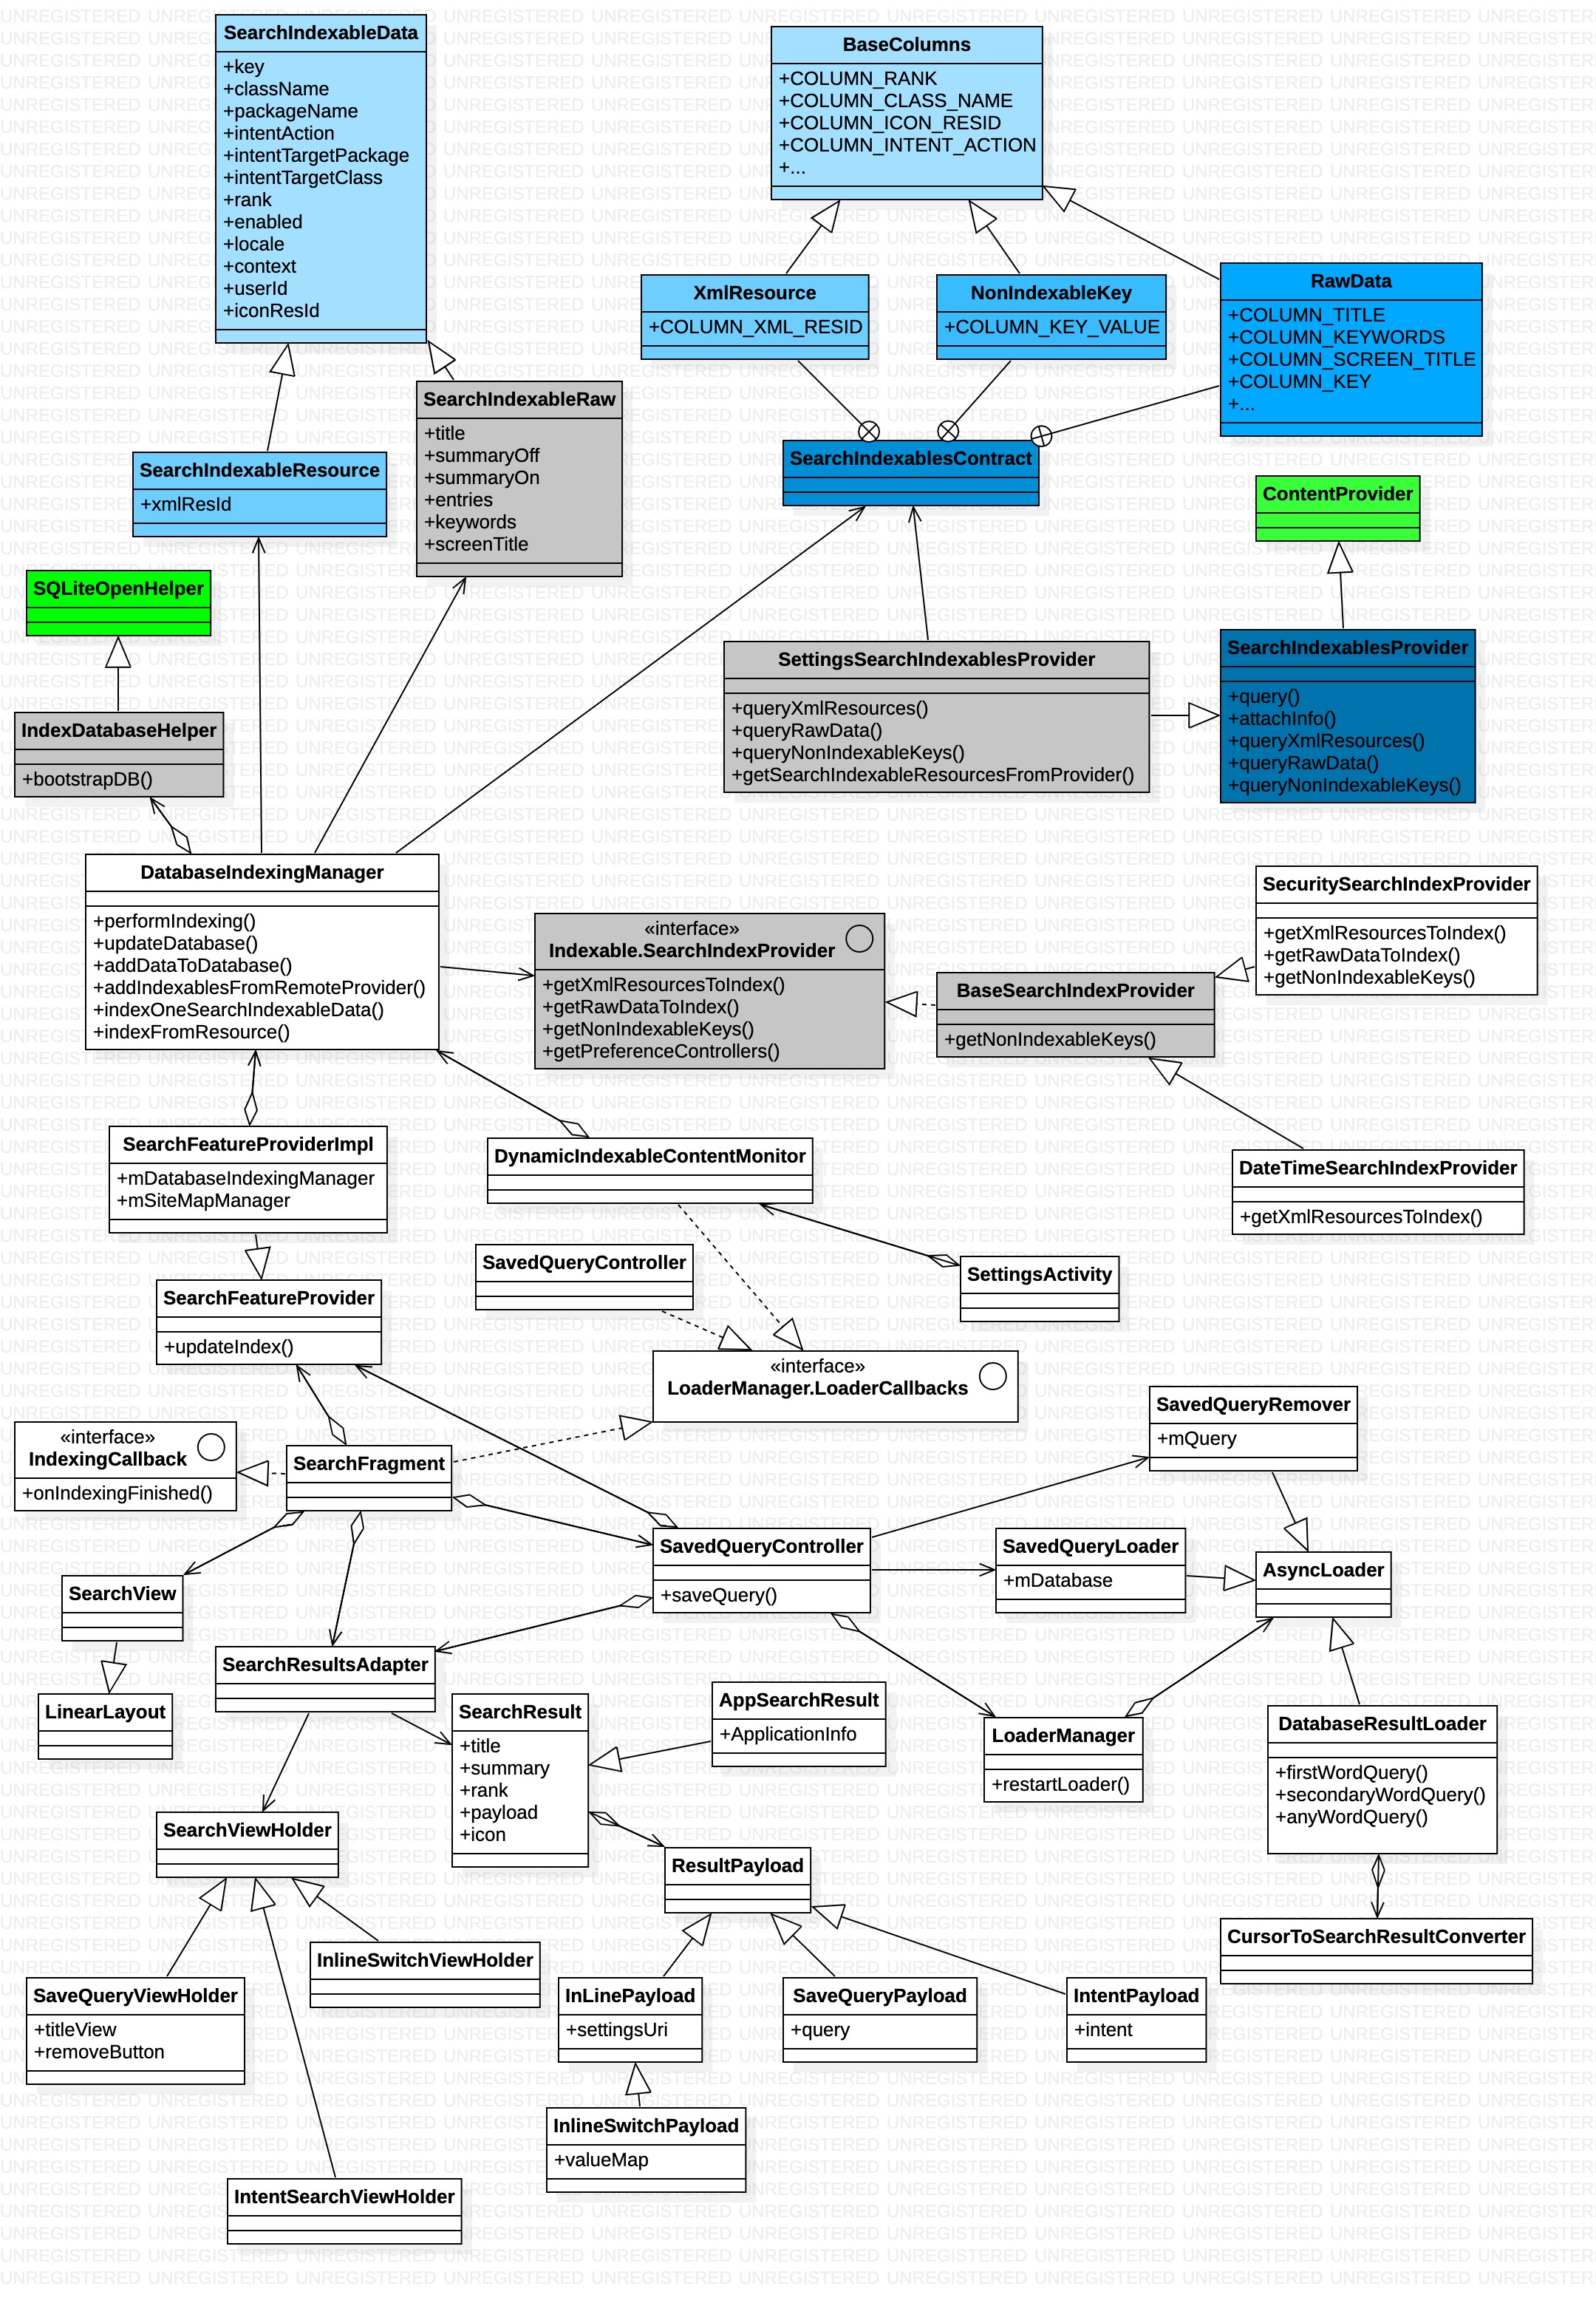 SearchIndexableData
+key
+className
+packageName
+intentAction
+intentTargetPackage
+intentTargetClass
+rank
+enabled
+locale
+context
+userId
+iconResId
BaseColumns
+COLUMN_RANK
+COLUMN_CLASS_NAME
+COLUMN_ICON_RESID
+COLUMN_INTENT_ACTION
+...
XmlResource
+COLUMN_XML_RESID
NonIndexableKey
+COLUMN_KEY_VALUE
RawData
+COLUMN_TITLE
+COLUMN_KEYWORDS
+COLUMN_SCREEN_TITLE
+COLUMN_KEY
+...
SearchIndexableRaw
+title
+summaryOff
+summaryOn
+entries
+keywords
+screenTitle
SearchIndexableResource
+xmlResId
SearchIndexablesContract
ContentProvider
SQLiteOpenHelper
SettingsSearchIndexablesProvider
+queryXmlResources()
+queryRawData()
+queryNonIndexableKeys()
+getSearchIndexableResourcesFromProvider()
SearchIndexablesProvider
+query()
+attachInfo()
+queryXmlResources()
+queryRawData()
+queryNonIndexableKeys()
IndexDatabaseHelper
+bootstrapDB()
DatabaseIndexingManager
+performIndexing()
+updateDatabase()
+addDataToDatabase()
+addIndexablesFromRemoteProvider()
+indexOneSearchIndexableData()
+indexFromResource()
«interface»
Indexable.SearchIndexProvider
+getXmlResourcesToIndex()
+getRawDataToIndex()
+getNonIndexableKeys()
+getPreferenceControllers()
BaseSearchIndexProvider
+getNonIndexableKeys()
SecuritySearchIndexProvider
+getXmlResourcesToIndex()
+getRawDataToIndex()
+getNonIndexableKeys()
SearchFeatureProviderImpl
+mDatabaseIndexingManager
+mSiteMapManager
DynamicIndexableContentMonitor
DateTimeSearchIndexProvider
+getXmlResourcesToIndex()
SavedQueryController
SettingsActivity
SearchFeatureProvider
+updateIndex()
«interface»
LoaderManager.LoaderCallbacks
«interface»
IndexingCallback
+onIndexingFinished()
SearchFragment
SavedQueryRemover
+mQuery
SavedQueryController
+saveQuery()
SavedQueryLoader
+mDatabase
AsyncLoader
SearchView
SearchResultsAdapter
LinearLayout
SearchResult
+title
+summary
+rank
+payload
+icon
AppSearchResult
+ApplicationInfo
LoaderManager
+restartLoader()
DatabaseResultLoader
+firstWordQuery()
+secondaryWordQuery()
+anyWordQuery()
SearchViewHolder
ResultPayload
CursorToSearchResultConverter
InlineSwitchViewHolder
SaveQueryViewHolder
+titleView
+removeButton
InLinePayload
+settingsUri
SaveQueryPayload
+query
IntentPayload
+intent
InlineSwitchPayload
+valueMap
IntentSearchViewHolder